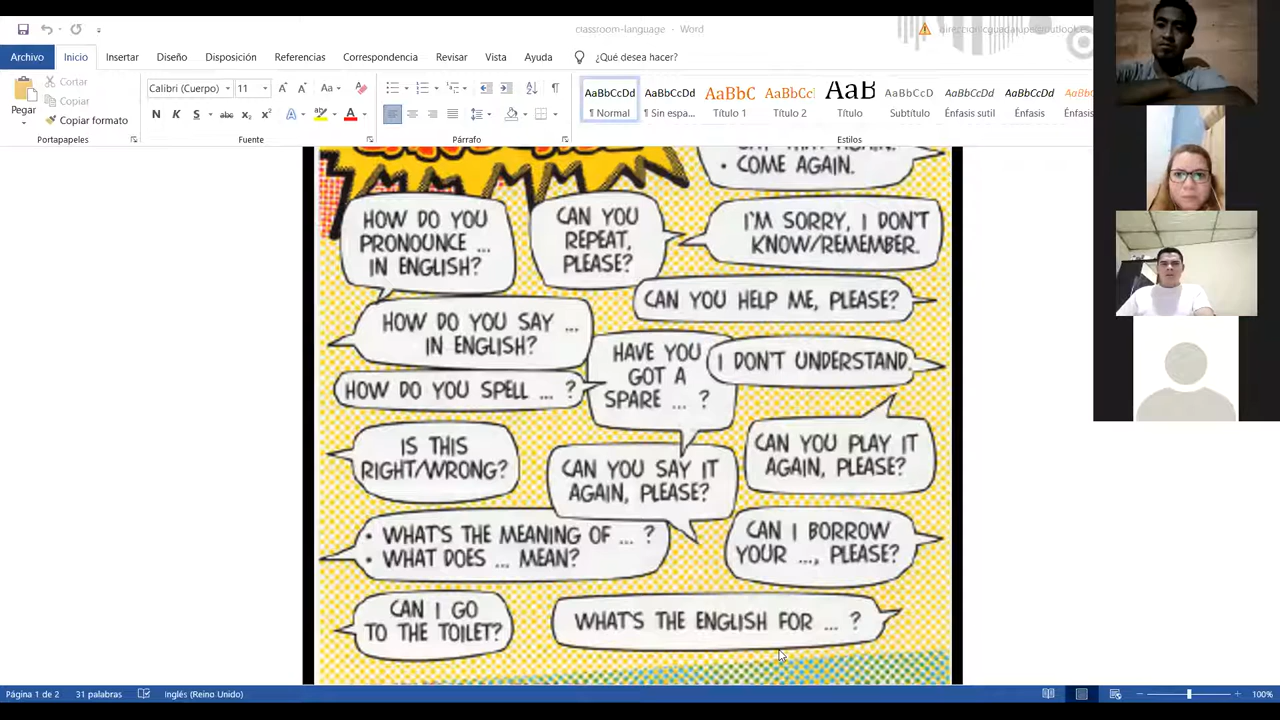 classroom-language - Word
Archivo
Inicio
Insertar
Diseño
Disposición
Referencias
Correspondencia
Revisar
Vista
Ayuda
¿Qué desea hacer?
Pegar
Cortar
Copiar
Copiar formato
Portapapeles
Calibri (Cuerpo)
11
Fuente
Párrafo
AaBbCcDd
¶ Normal
AaBbCcDd
¶ Sin espa...
AaBbC
Título 1
AaBbCc
Título 2
AaB
Título
AaBbCcD
Subtítulo
AaBbCcDd
Énfasis sutil
AaBbCcDd
Énfasis
Estilos
• COME AGAIN.
HOW DO YOU
PRONOUNCE ...
IN ENGLISH?
CAN YOU
REPEAT,
PLEASE?
I'M SORRY, I DON'T
KNOW/REMEMBER.
CAN YOU HELP ME, PLEASE?
HOW DO YOU SAY ...
IN ENGLISH?
HAVE YOU
GOT A
SPARE ... ?
I DON'T UNDERSTAND.
HOW DO YOU SPELL ... ?
IS THIS
RIGHT/WRONG?
CAN YOU SAY IT
AGAIN, PLEASE?
CAN YOU PLAY IT
AGAIN, PLEASE?
• WHAT'S THE MEANING OF ... ?
• WHAT DOES ... MEAN?
CAN I BORROW
YOUR ..., PLEASE?
CAN I GO
TO THE TOILET?
WHAT'S THE ENGLISH FOR ... ?
Página 1 de 2
31 palabras
Inglés (Reino Unido)
100%